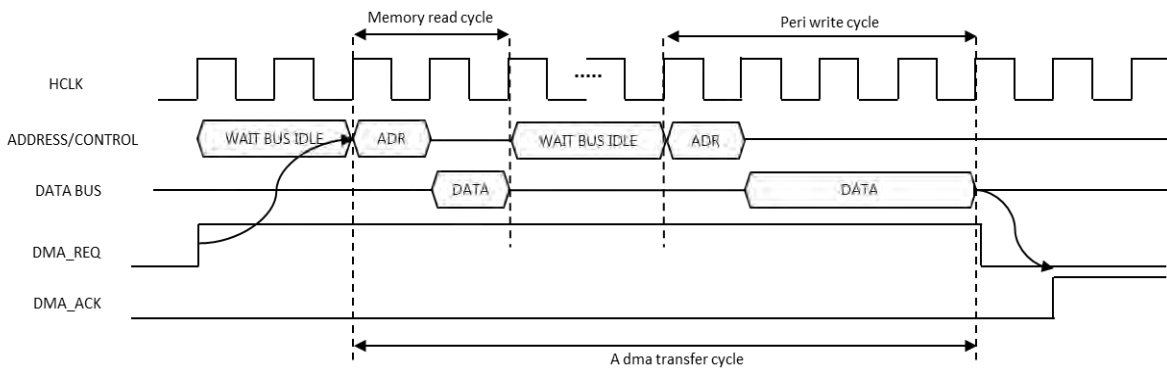 Memory read cycle
Peri write cycle
HCLK
.....
ADDRESS/CONTROL
WAIT BUS IDLE
ADR
WAIT BUS IDLE
ADR
DATA BUS
DATA
DATA
DMA_REQ
DMA_ACK
A dma transfer cycle